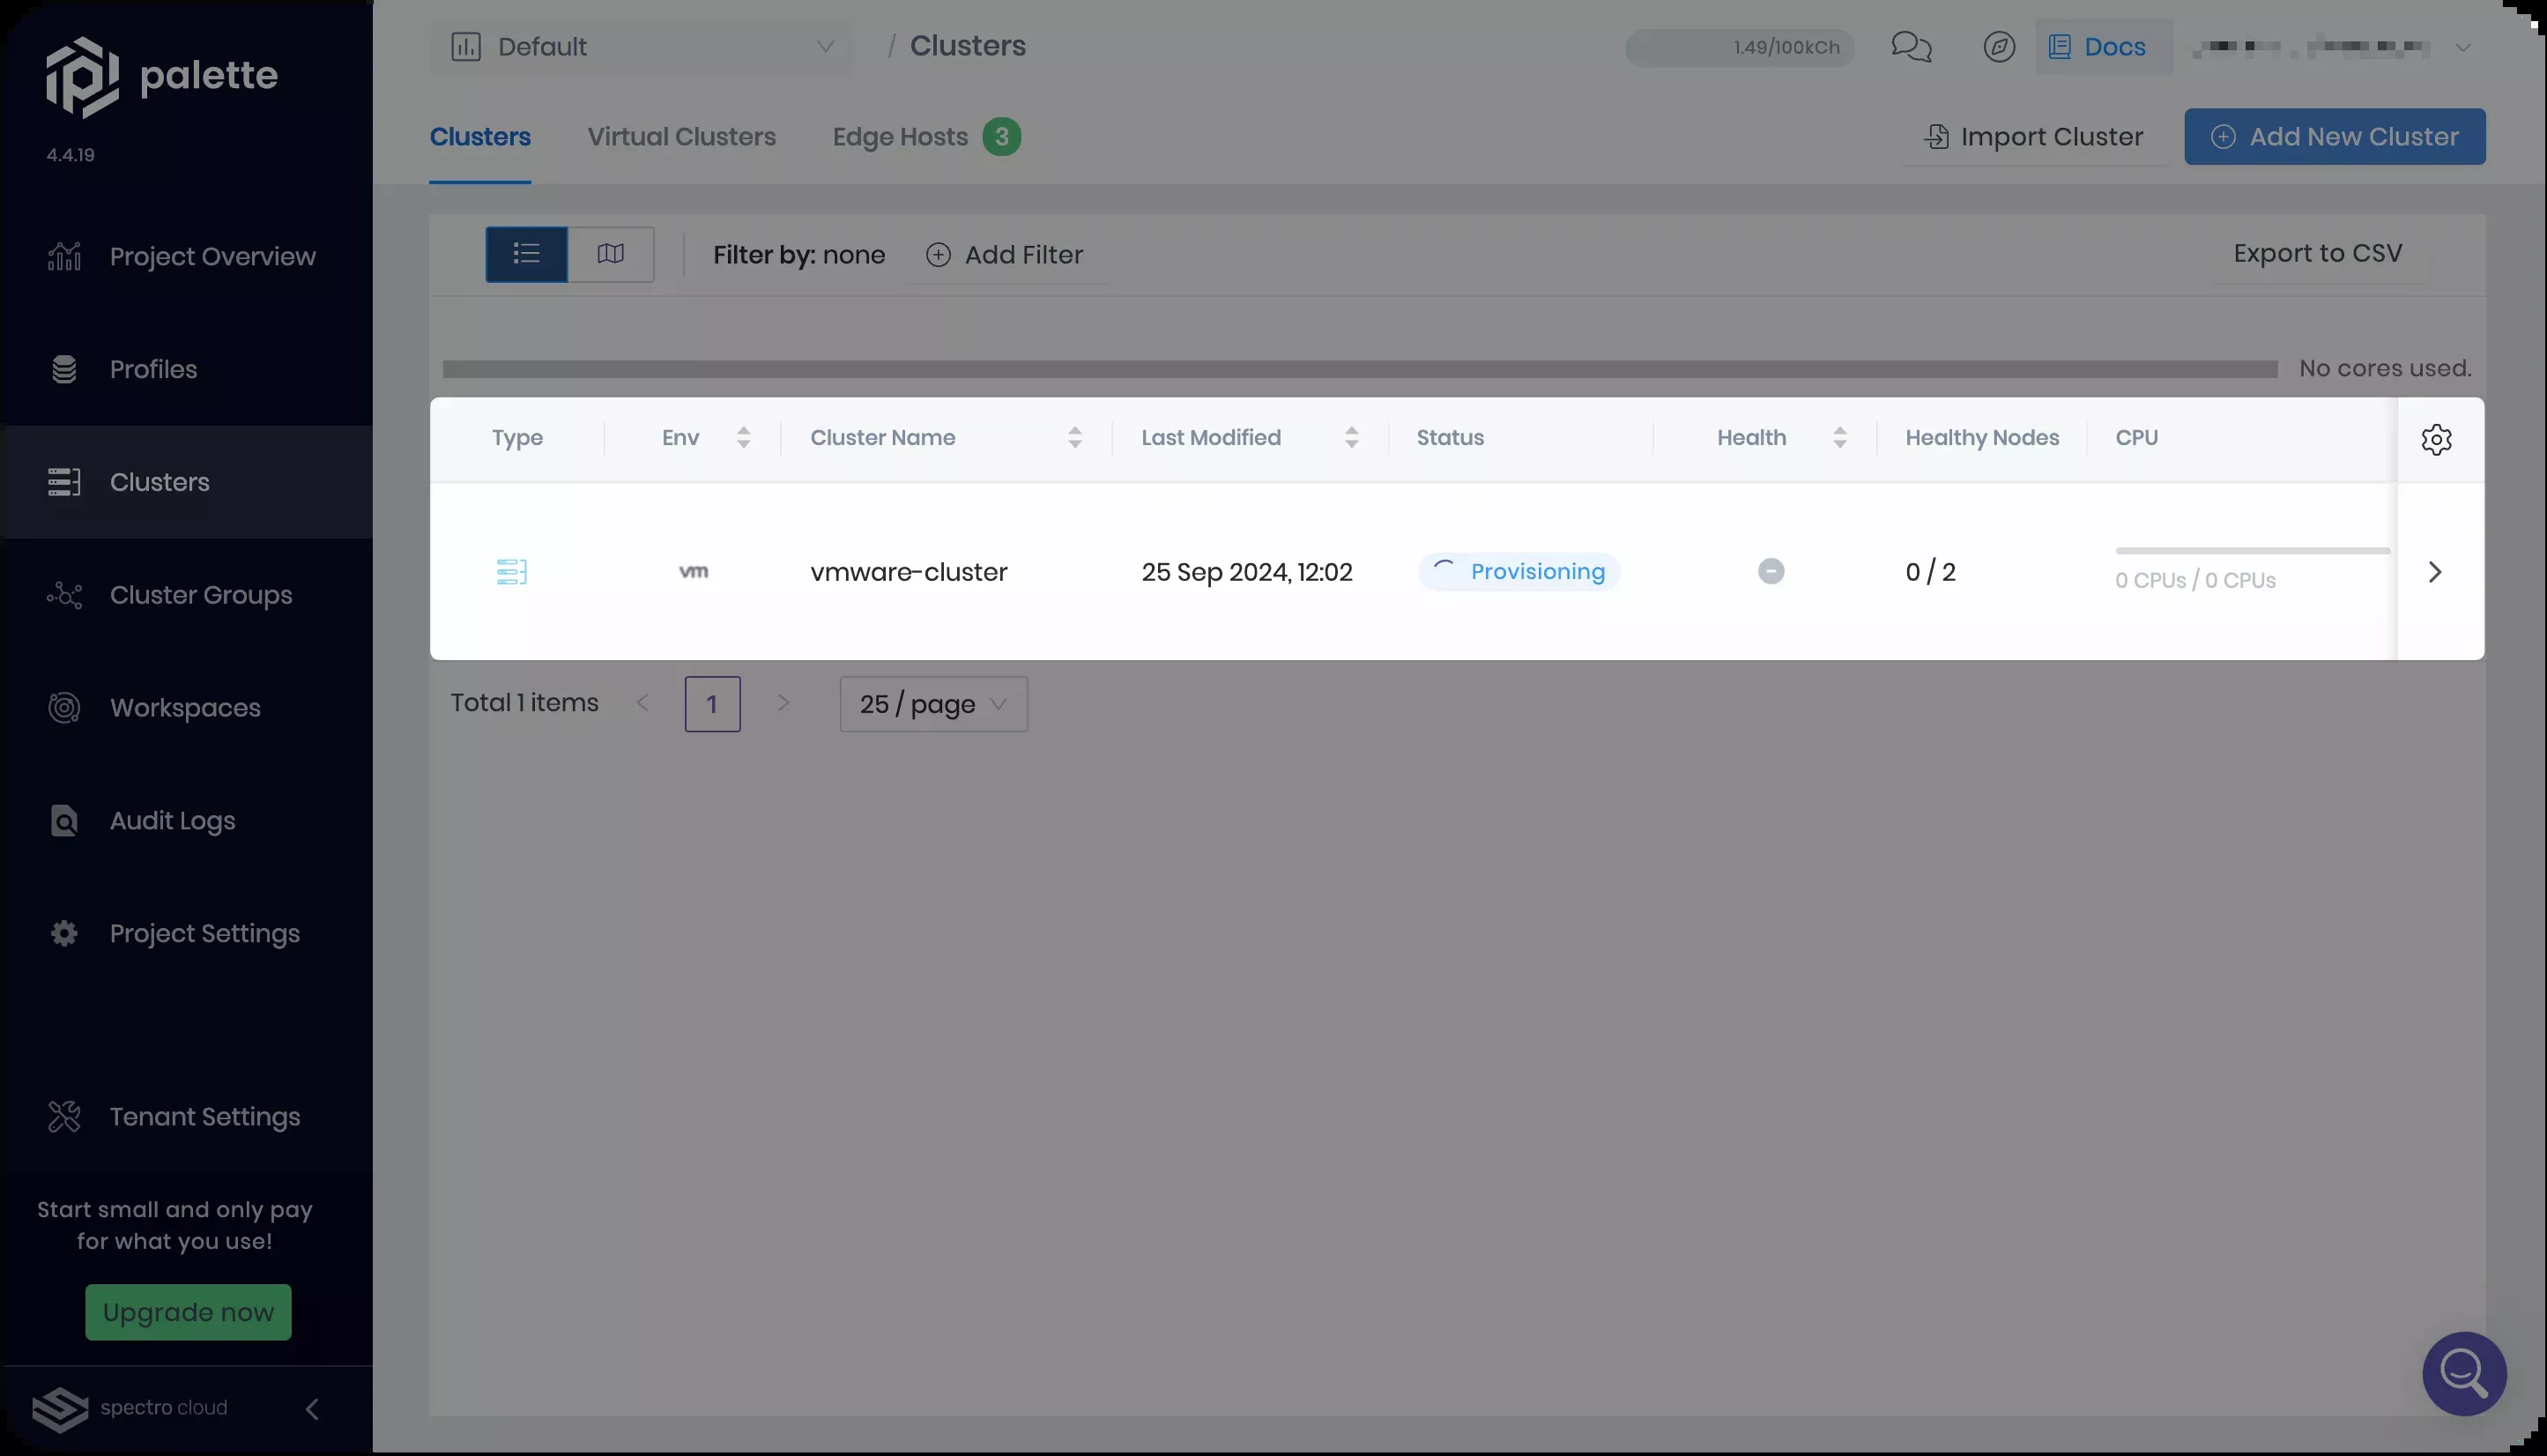 palette
4.4.19
Project Overview
Profiles
Clusters
Cluster Groups
Workspaces
Audit Logs
Project Settings
Tenant Settings
Start small and only pay
for what you use!
Upgrade now
spectro cloud
Default / Clusters
1.49/100kCh
Docs
Clusters Virtual Clusters Edge Hosts 3
Import Cluster Add New Cluster
Filter by: none Add Filter Export to CSV
No cores used.
Type Env Cluster Name Last Modified Status Health Healthy Nodes CPU
vm vmware-cluster 25 Sep 2024, 12:02 Provisioning 0 / 2 0 CPUs / 0 CPUs
Total 1 items 1 25 / page